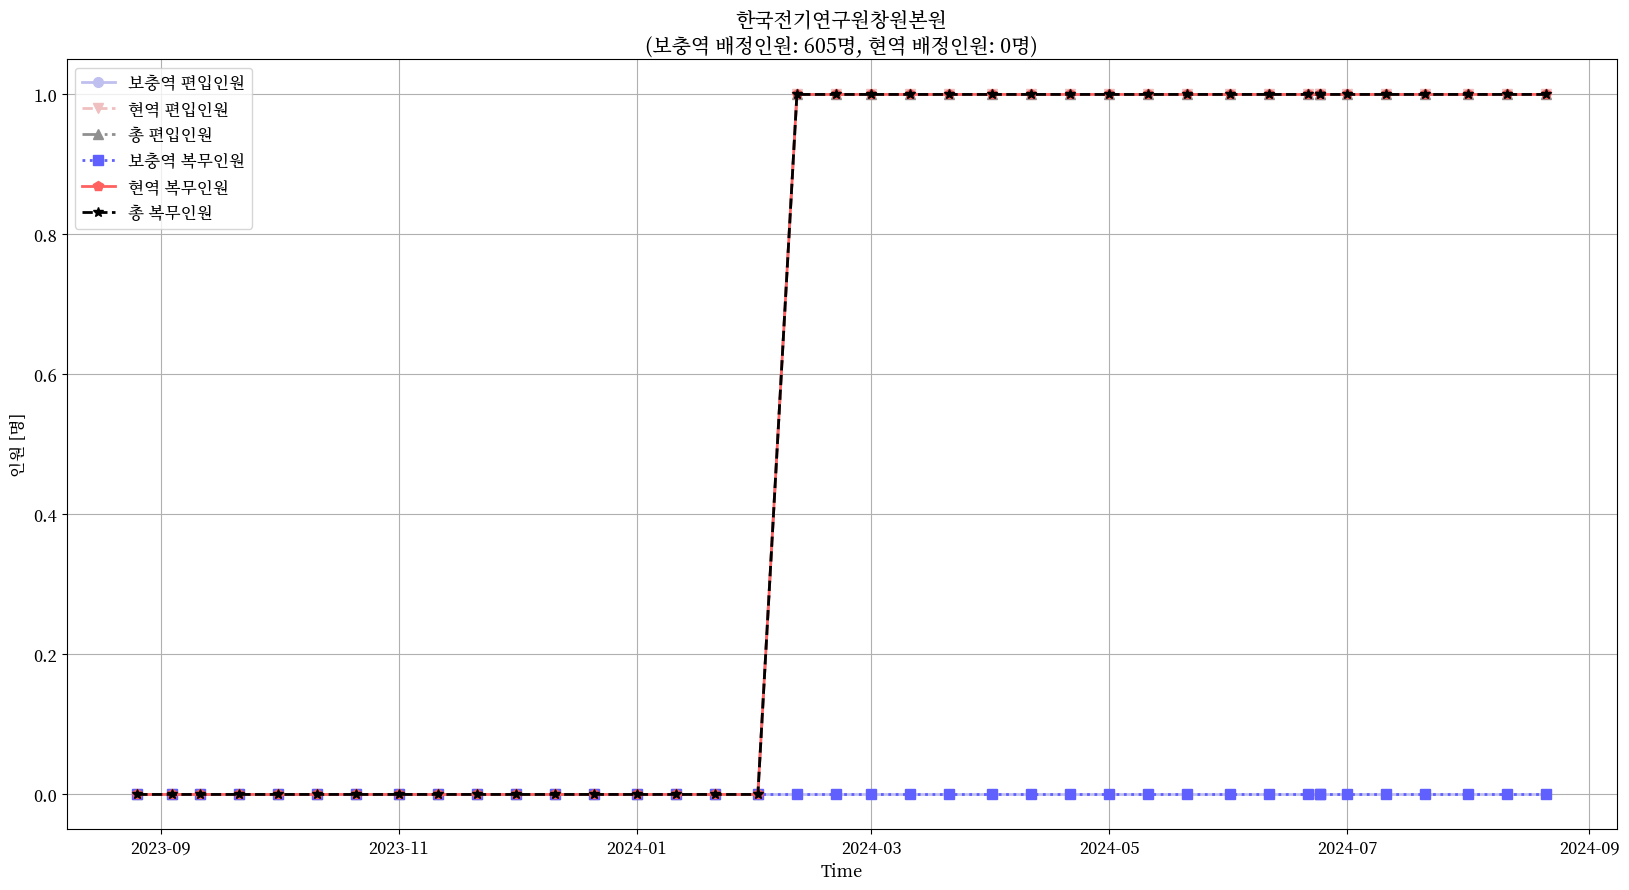 한국전기연구원창원본원
(보충역 배정인원: 605명, 현역 배정인원: 0명)
보충역 편입인원
현역 편입인원
총 편입인원
보충역 복무인원
현역 복무인원
총 복무인원
인원 [명]
1.0
0.8
0.6
0.4
0.2
0.0
2023-09
2023-11
2024-01
2024-03
2024-05
2024-07
2024-09
Time